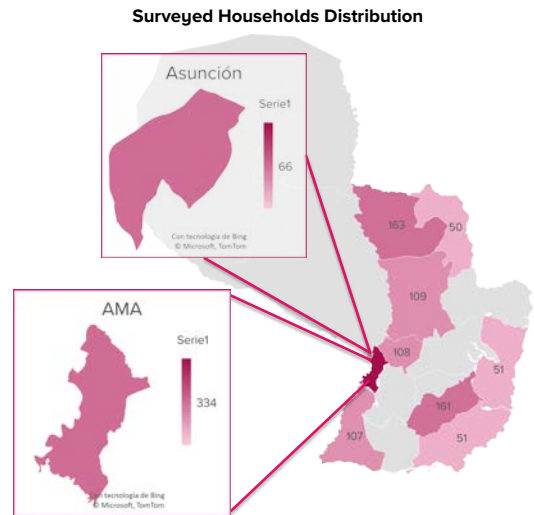 Surveyed Households Distribution
Asunción
Serie1
66
Con tecnología de Bing
© Microsoft, TomTom
163
50
109
108
51
161
51
107
AMA
Serie1
334
Con tecnología de Bing
© Microsoft, TomTom